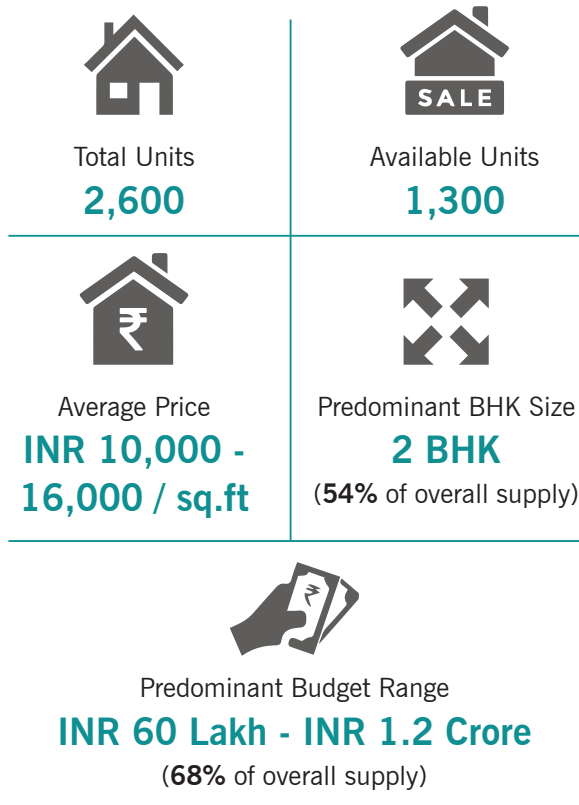 SALE
Total Units
2,600
Available Units
1,300
₹
Average Price
INR 10,000 -
16,000 / sq.ft
Predominant BHK Size
2 BHK
(54% of overall supply)
₹
Predominant Budget Range
INR 60 Lakh - INR 1.2 Crore
(68% of overall supply)